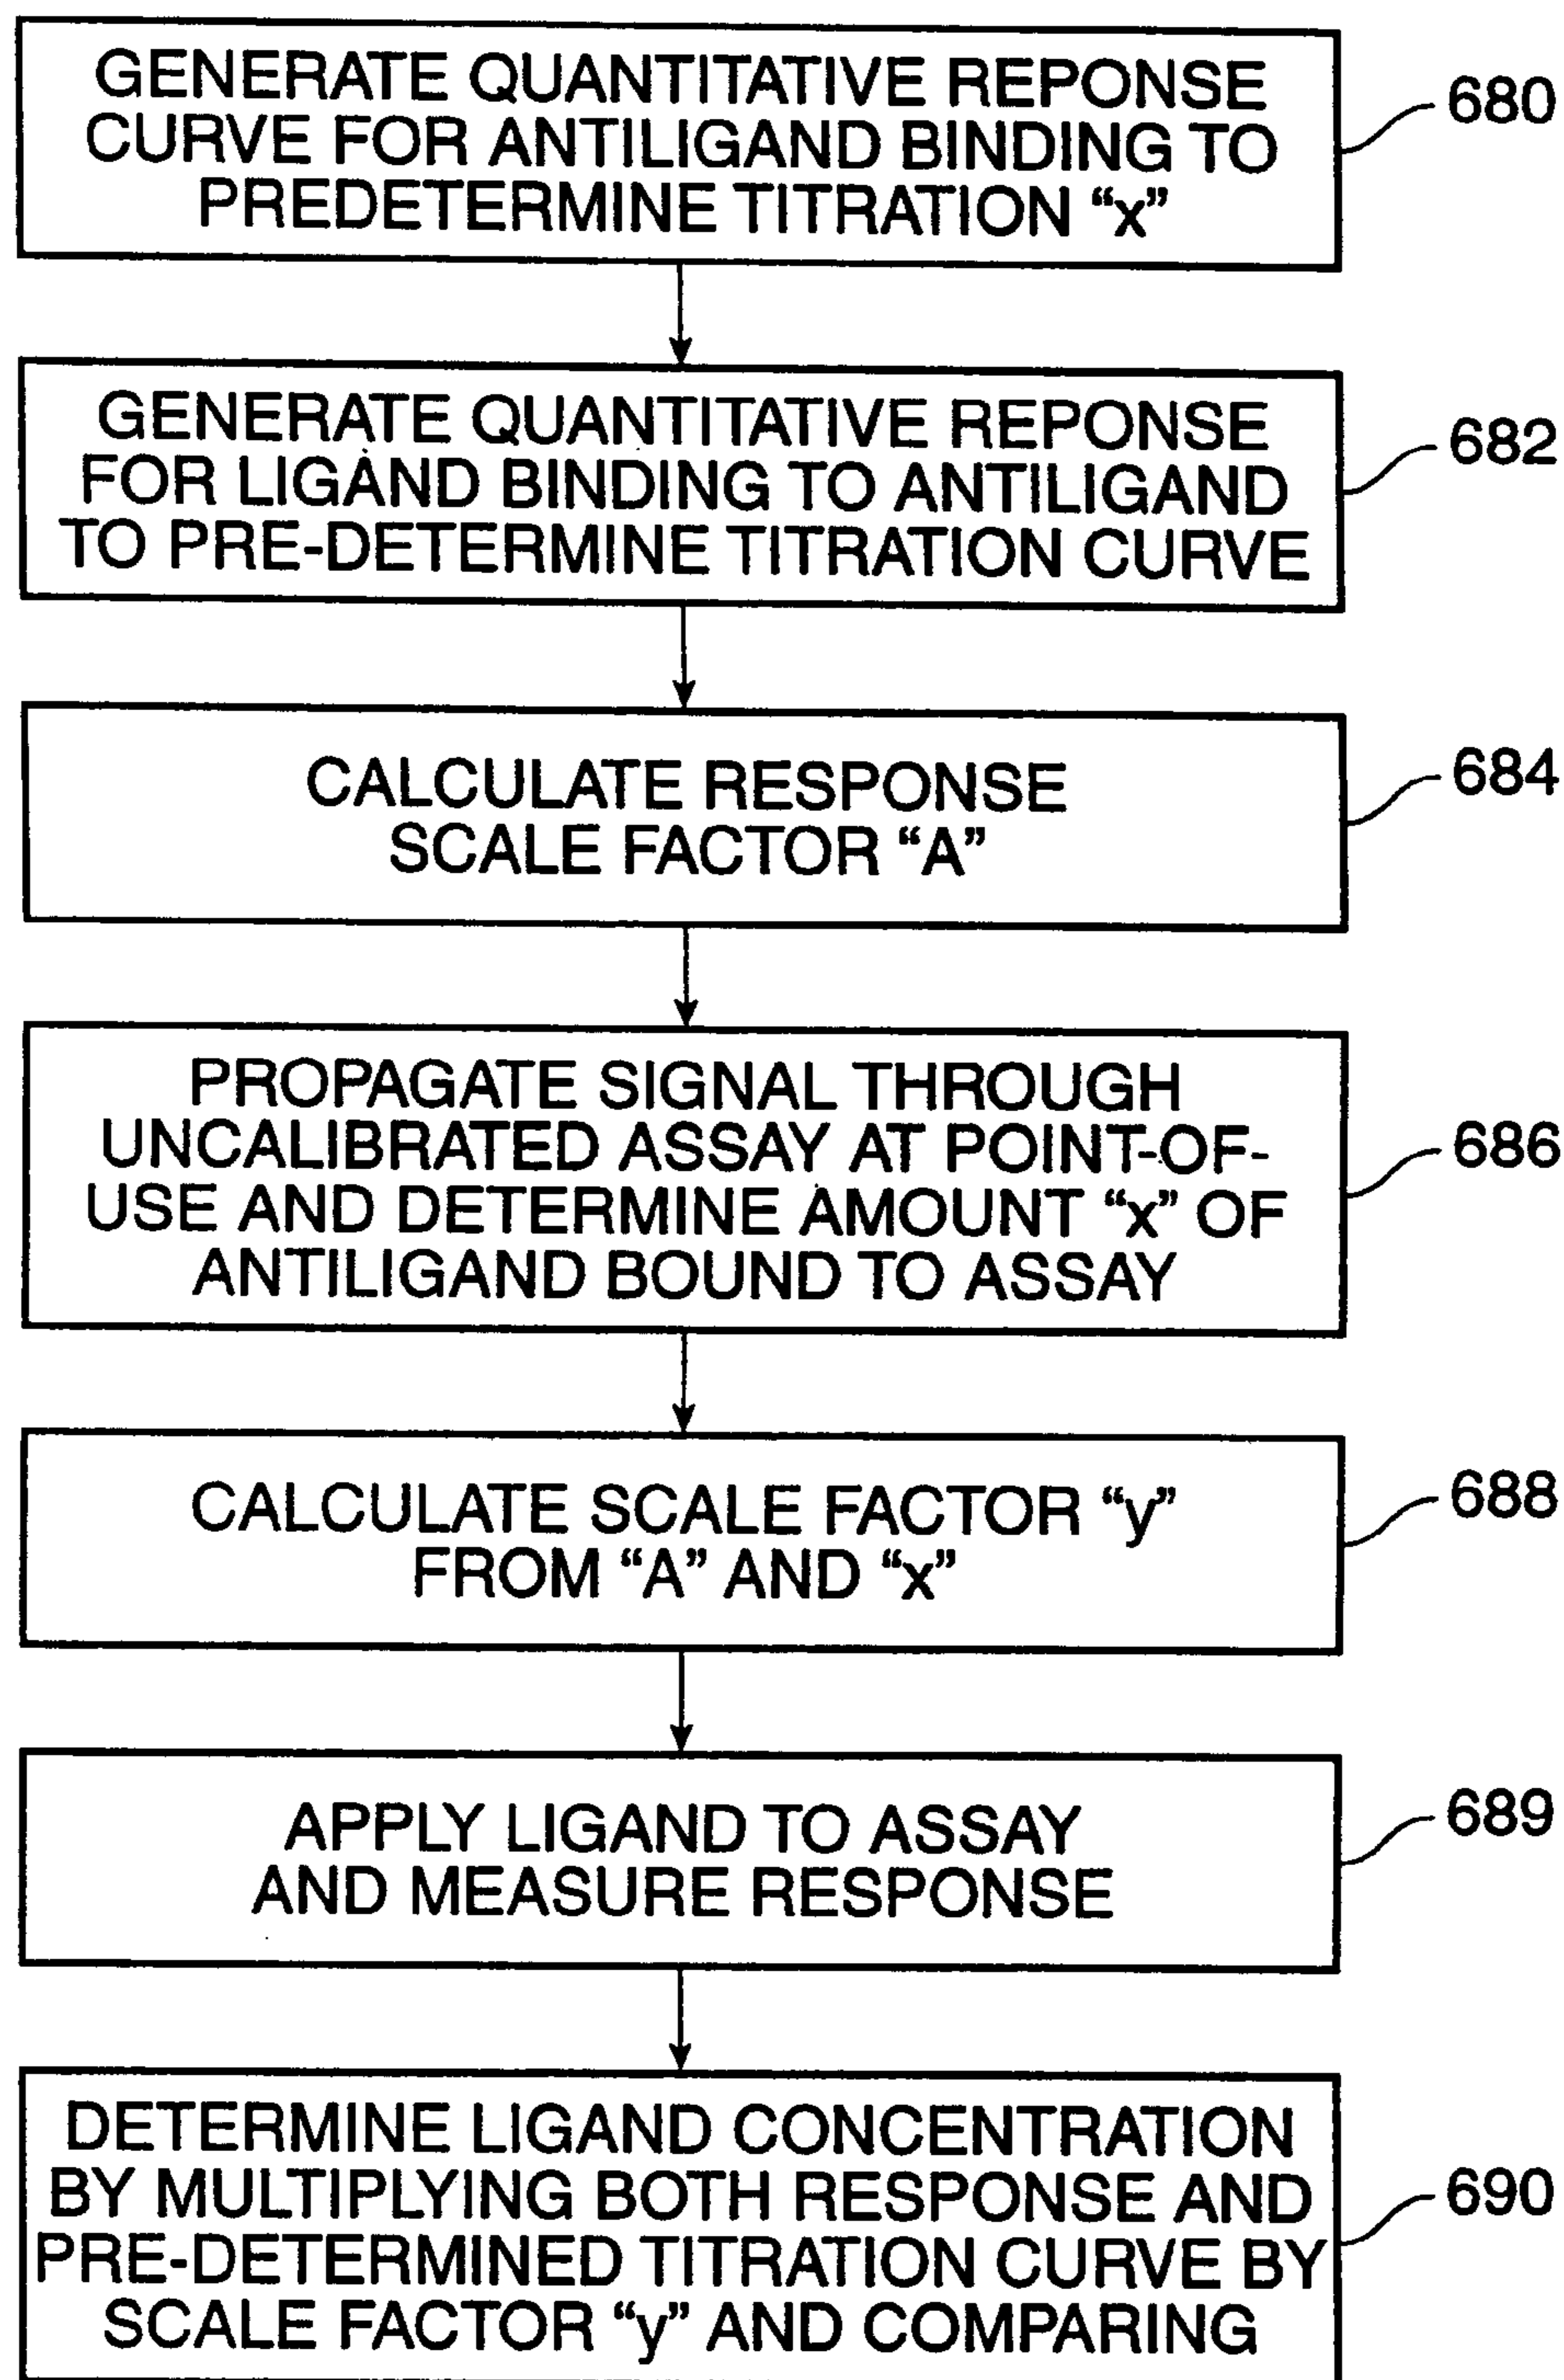 GENERATE QUANTITATIVE REPONSE
CURVE FOR ANTILIGAND BINDING TO
PREDETERMINE TITRATION “x”
680
GENERATE QUANTITATIVE REPONSE
FOR LIGAND BINDING TO ANTILIGAND
TO PRE-DETERMINE TITRATION CURVE
682
CALCULATE RESPONSE
SCALE FACTOR “A”
684
PROPAGATE SIGNAL THROUGH
UNCALIBRATED ASSAY AT POINT-OF-
USE AND DETERMINE AMOUNT “x” OF
ANTILIGAND BOUND TO ASSAY
686
CALCULATE SCALE FACTOR “y”
FROM “A” AND “x”
688
APPLY LIGAND TO ASSAY
AND MEASURE RESPONSE
689
DETERMINE LIGAND CONCENTRATION
BY MULTIPLYING BOTH RESPONSE AND
PRE-DETERMINED TITRATION CURVE BY
SCALE FACTOR “y” AND COMPARING
690